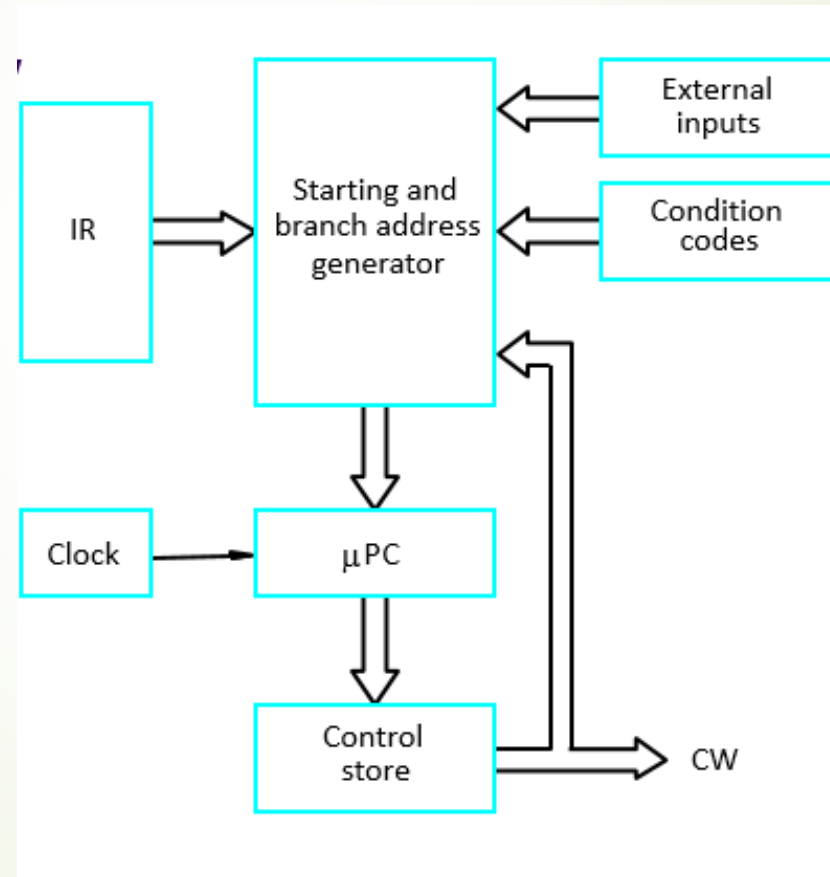 External
inputs
IR
Starting and
branch address
generator
Condition
codes
Clock
μPC
Control
store
CW